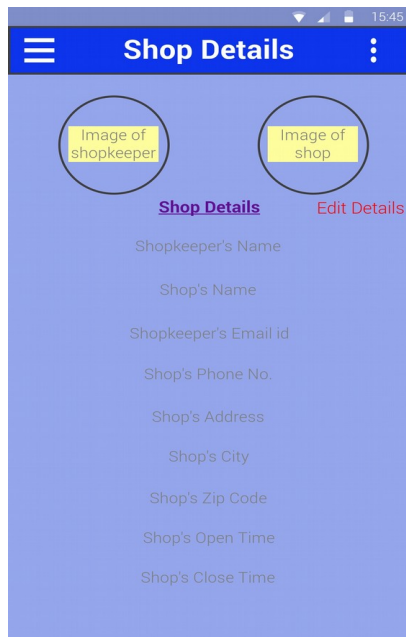 15:45
Shop Details
Image of
shopkeeper
Image of
shop
Shop Details
Edit Details
Shopkeeper's Name
Shop's Name
Shopkeeper's Email id
Shop's Phone No.
Shop's Address
Shop's City
Shop's Zip Code
Shop's Open Time
Shop's Close Time